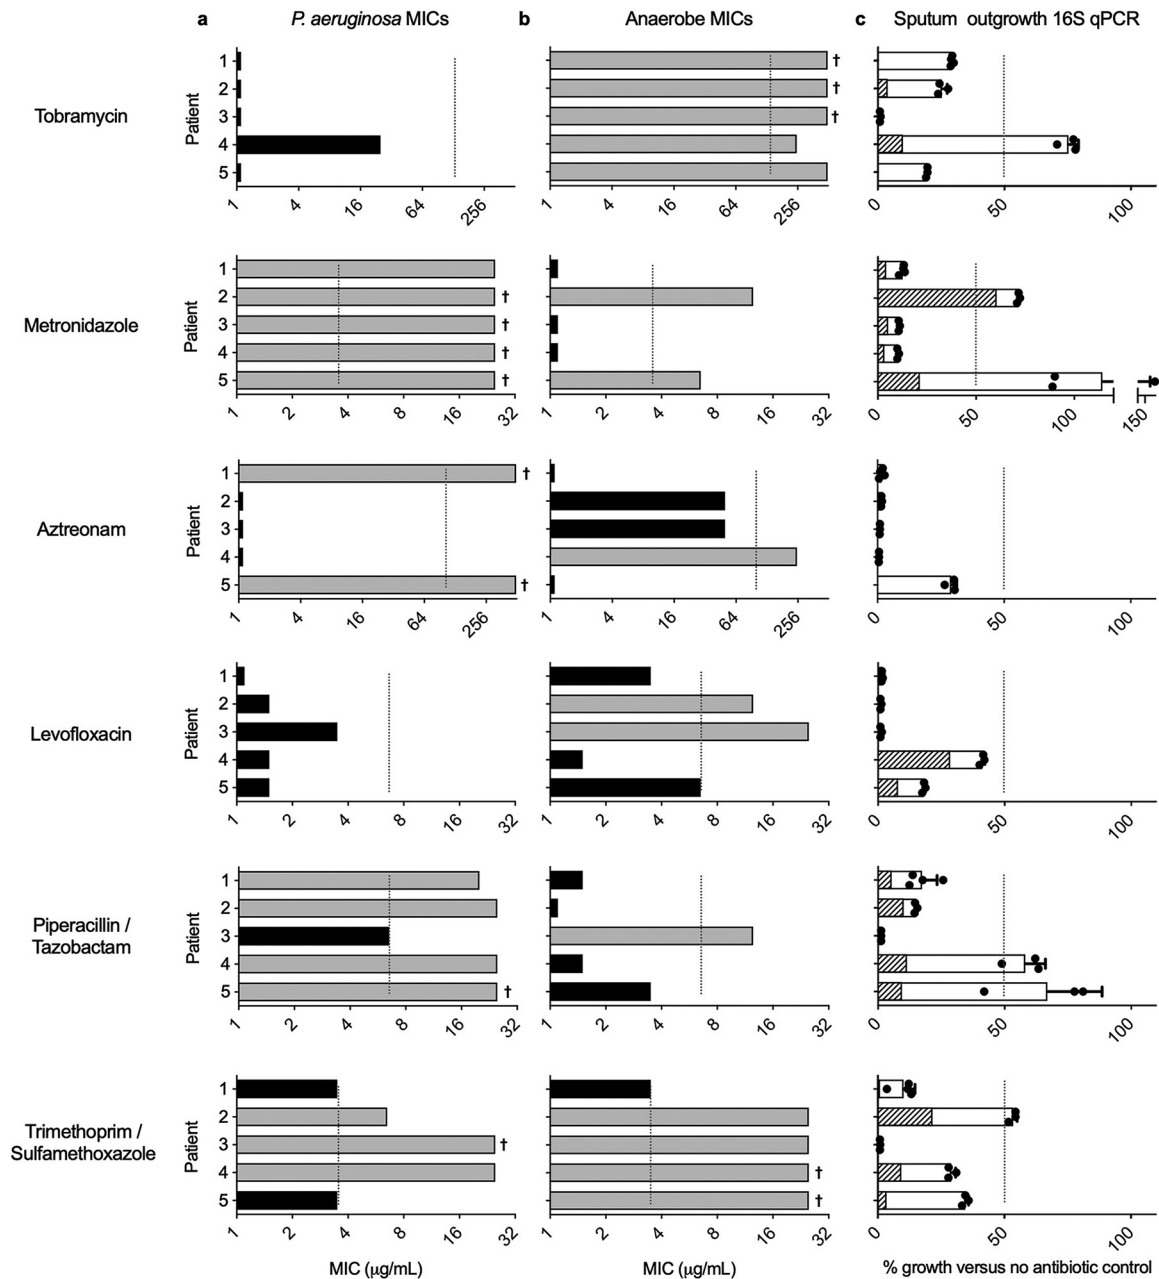 a P. aeruginosa MICs b Anaerobe MICs c Sputum outgrowth 16S qPCR
Tobramycin
Patient
1 †
2 †
3 †
4
5
1 4 16 64 256 1 4 16 64 256 0 50 100
Metronidazole
Patient
1
2 †
3 †
4 †
5 †
1 2 4 8 16 32 1 2 4 8 16 32 0 50 100 150
Aztreonam
Patient
1 †
2
3
4
5 †
1 4 16 64 256 1 4 16 64 256 0 50 100
Levofloxacin
Patient
1
2
3
4
5
1 2 4 8 16 32 1 2 4 8 16 32 0 50 100
Piperacillin /
Tazobactam
Patient
1
2
3
4
5 †
1 2 4 8 16 32 1 2 4 8 16 32 0 50 100
Trimethoprim /
Sulfamethoxazole
Patient
1
2
3 †
4 †
5 †
1 2 4 8 16 32 1 2 4 8 16 32 0 50 100
MIC (µg/mL) MIC (µg/mL) % growth versus no antibiotic control